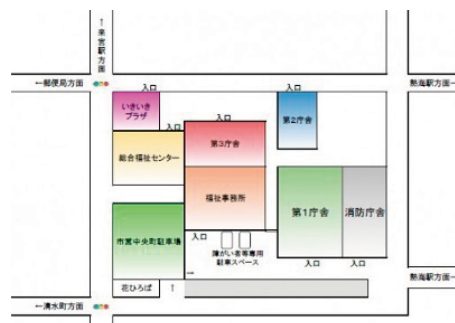 ↑来宮駅方面
←郵便局方面
熱海駅方面→
入口
入口
いきいき
プラザ
入口
入口
第2庁舎
総合福祉センター
第3庁舎
福祉事務所
第1庁舎
消防庁舎
市営中央町駐車場
入口
障がい者等専用
駐車スペース
入口
入口
→
花ひろば
↑
熱海駅方面→
←清水町方面